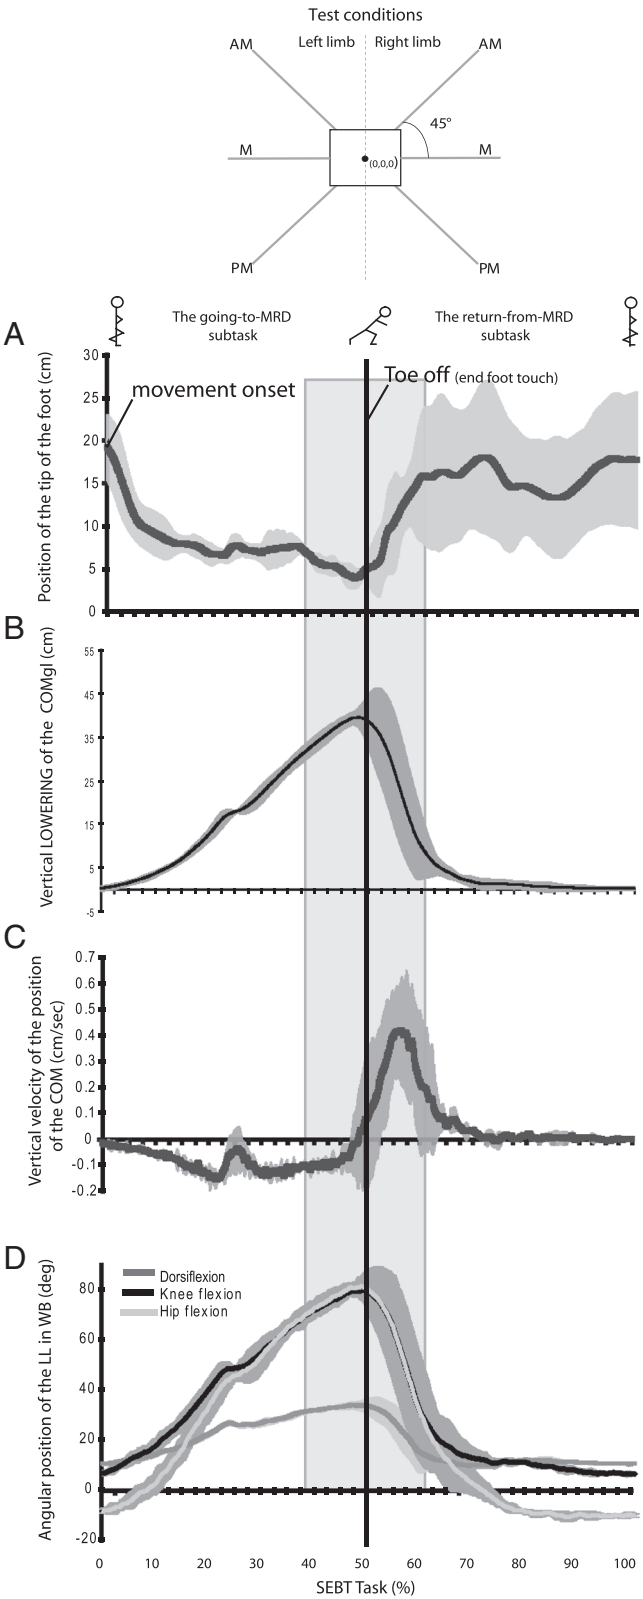 Test conditions
Left limb
Right limb
AM
AM
45°
M
M
(0,0,0)
PM
PM
The going-to-MRD
subtask
The return-from-MRD
subtask
A
Position of the tip of the foot (cm)
30
25
20
15
10
5
0
movement onset
Toe off (end foot touch)
B
Vertical LOWERING of the COMgl (cm)
55
45
35
25
15
5
-5
C
Vertical velocity of the position
of the COM (cm/sec)
0.7
0.6
0.5
0.4
0.3
0.2
0.1
0
-0.1
-0.2
D
Angular position of the LL in WB (deg)
80
60
40
20
0
-20
Dorsiflexion
Knee flexion
Hip flexion
0 10 20 30 40 50 60 70 80 90 100
SEBT Task (%)